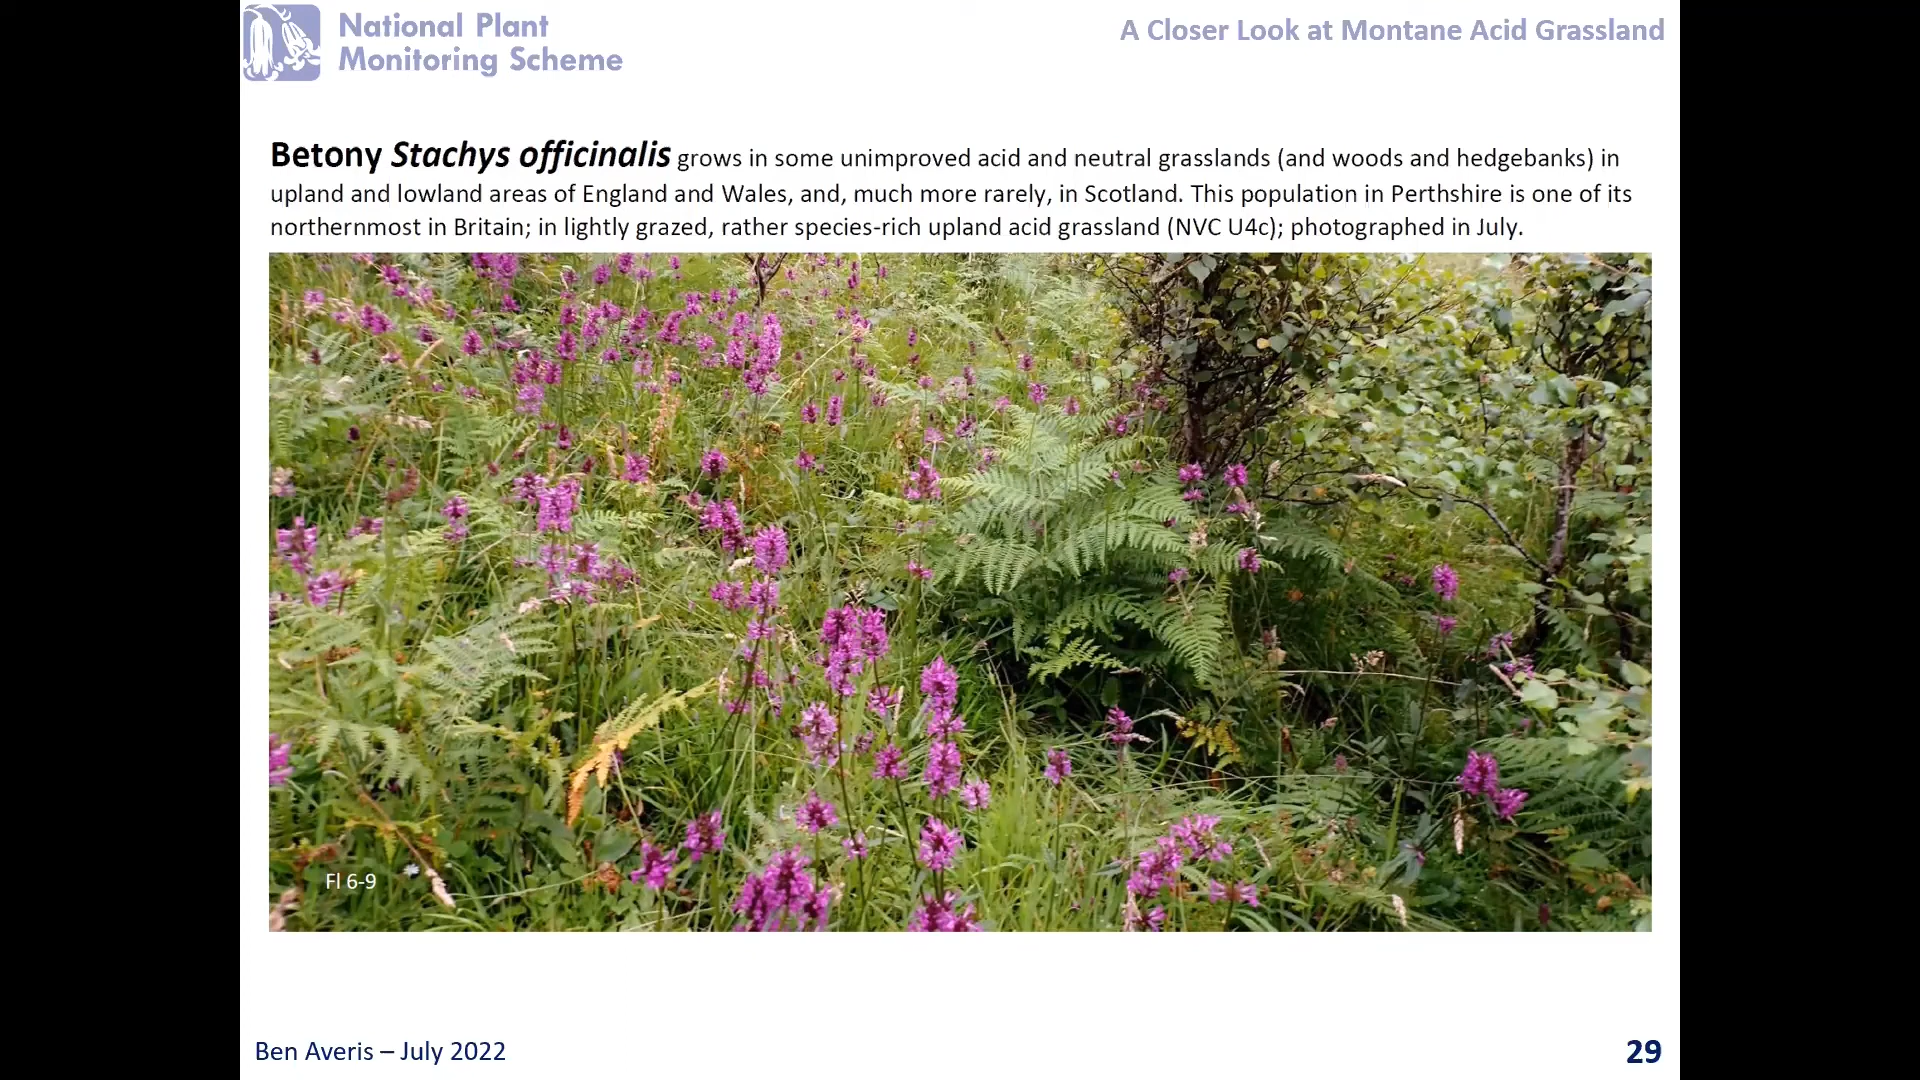 National Plant
Monitoring Scheme
A Closer Look at Montane Acid Grassland
Betony Stachys officinalis grows in some unimproved acid and neutral grasslands (and woods and hedgebanks) in
upland and lowland areas of England and Wales, and, much more rarely, in Scotland. This population in Perthshire is one of its
northernmost in Britain; in lightly grazed, rather species-rich upland acid grassland (NVC U4c); photographed in July.
Fl 6-9
Ben Averis – July 2022
29